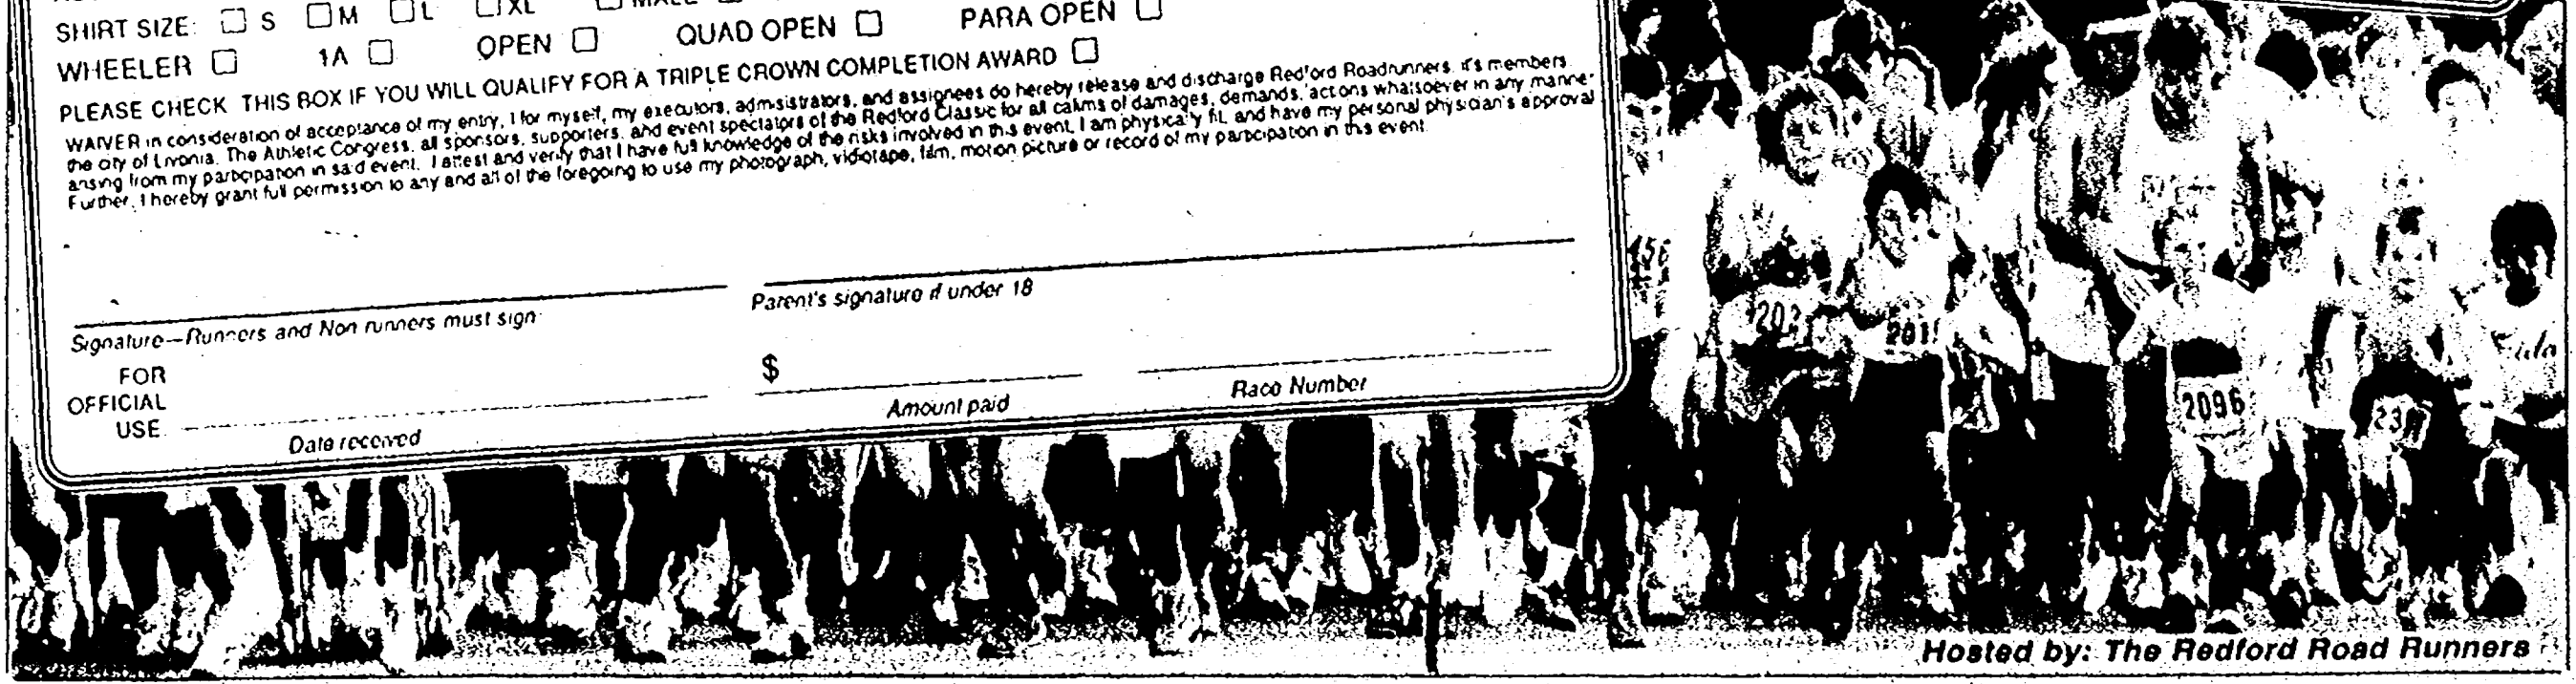 SHIRT SIZE: ☐ S ☐ M ☐ L ☐ XL ☐
WHEELER ☐ 1A ☐ OPEN ☐ QUAD OPEN ☐ PARA OPEN ☐
PLEASE CHECK THIS BOX IF YOU WILL QUALIFY FOR A TRIPLE CROWN COMPLETION AWARD ☐
WAIVER in consideration of acceptance of my entry, I for myself, my executors, admsistrators, and assignees do hereby release and discharge Redford Roadrunners, it's members
the city of Livonia, The Athletic Congress, all sponsors, supporters, and event spectators of the Redford Classic for all calims of damages, demands, actions whatsoever in any manner
arising from my participation in said event. I attest and verify that I have full knowledge of the risks involved in this event, I am physically fit, and have my personal physician's approval
Further, I hereby grant full permission to any and all of the foregoing to use my photograph, vidiotape, film, motion picture or record of my participation in this event.
Signature—Runners and Non runners must sign
Parent's signature if under 18
FOR
OFFICIAL
USE
Date received
$
Amount paid
Race Number
456
201
2096
Hosted by: The Redford Road Runners